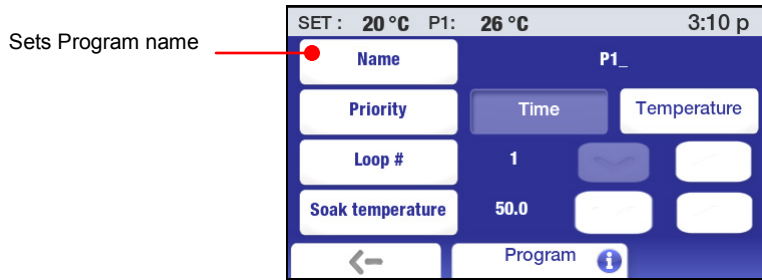 Sets Program name
SET : 20 °C P1: 26 °C 3:10 p
Name P1_
Priority Time Temperature
Loop # 1
Soak temperature 50.0
Program i